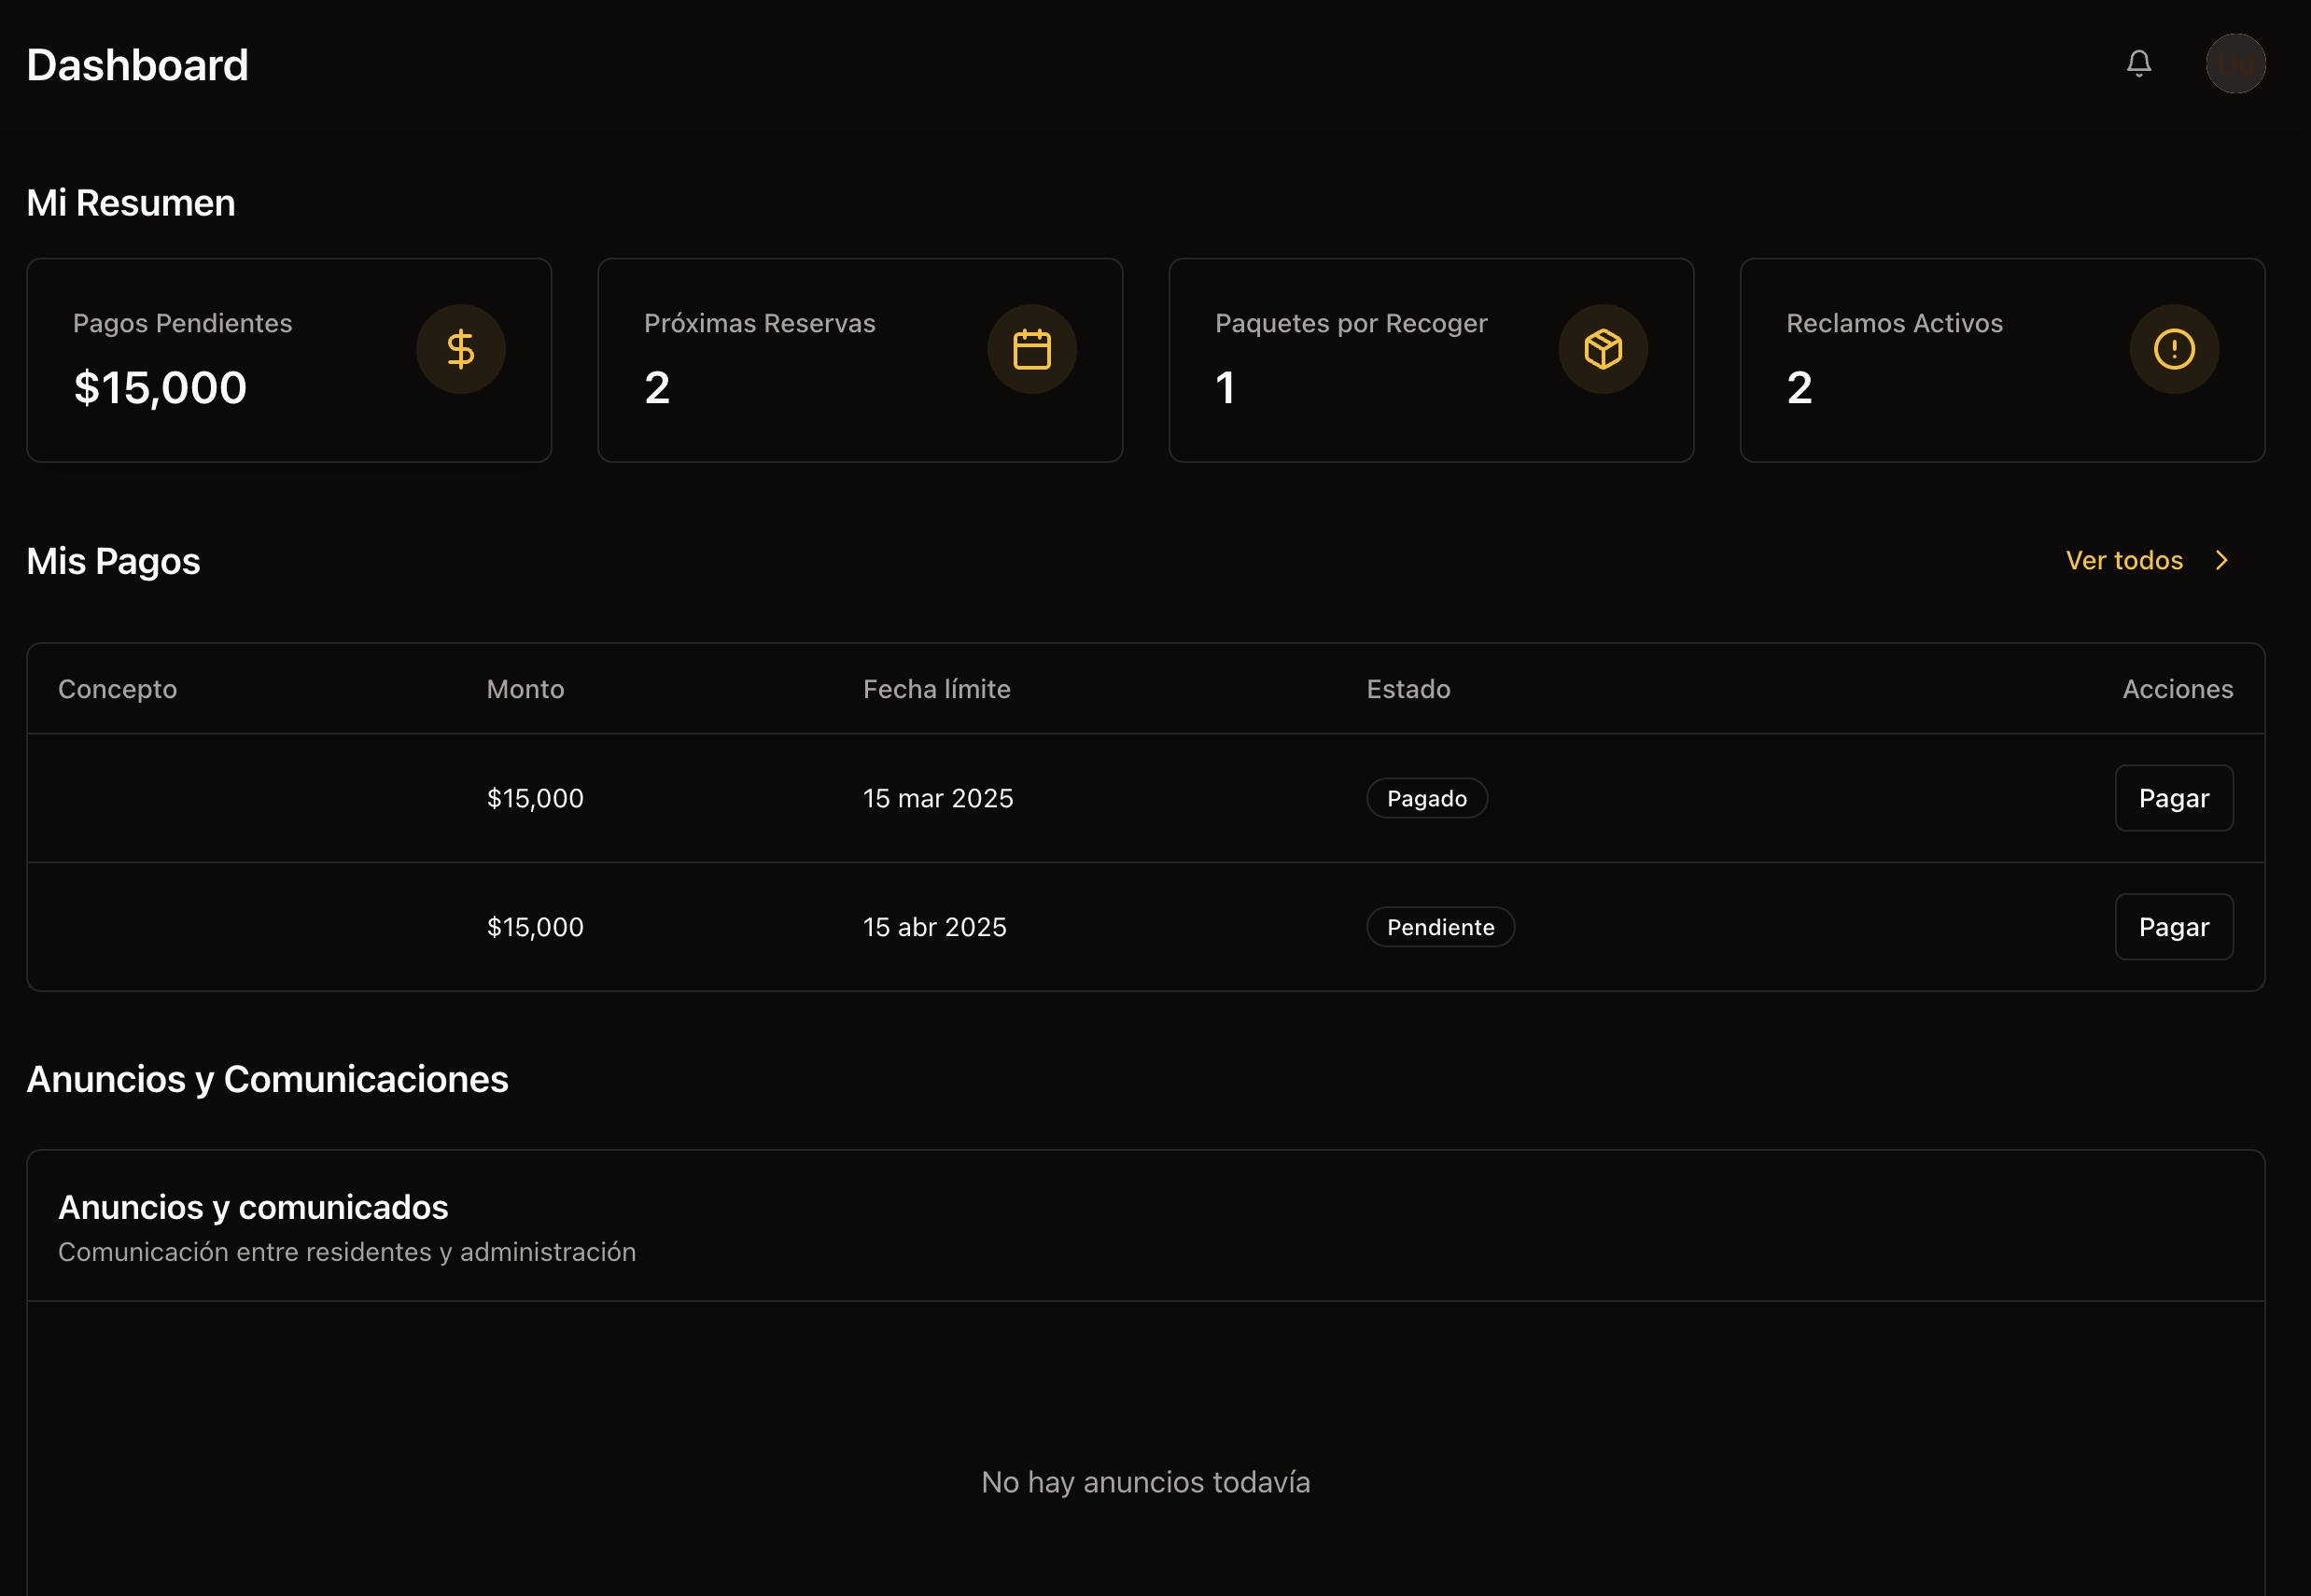 Dashboard
Mi Resumen
Pagos Pendientes
$15,000
Próximas Reservas
2
Paquetes por Recoger
1
Reclamos Activos
2
Mis Pagos
Ver todos
Concepto Monto Fecha límite Estado Acciones
$15,000 15 mar 2025 Pagado Pagar
$15,000 15 abr 2025 Pendiente Pagar
Anuncios y Comunicaciones
Anuncios y comunicados
Comunicación entre residentes y administración
No hay anuncios todavía